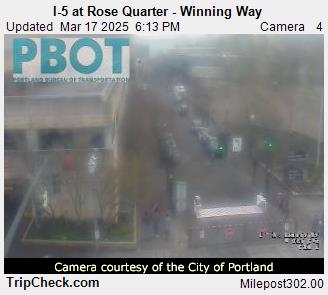 I-5 at Rose Quarter - Winning Way
Updated Mar 17 2025 6:13 PM Camera 4
PBOT
PORTLAND BUREAU OF TRANSPORTATION
Camera courtesy of the City of Portland
TripCheck.com Milepost302.00